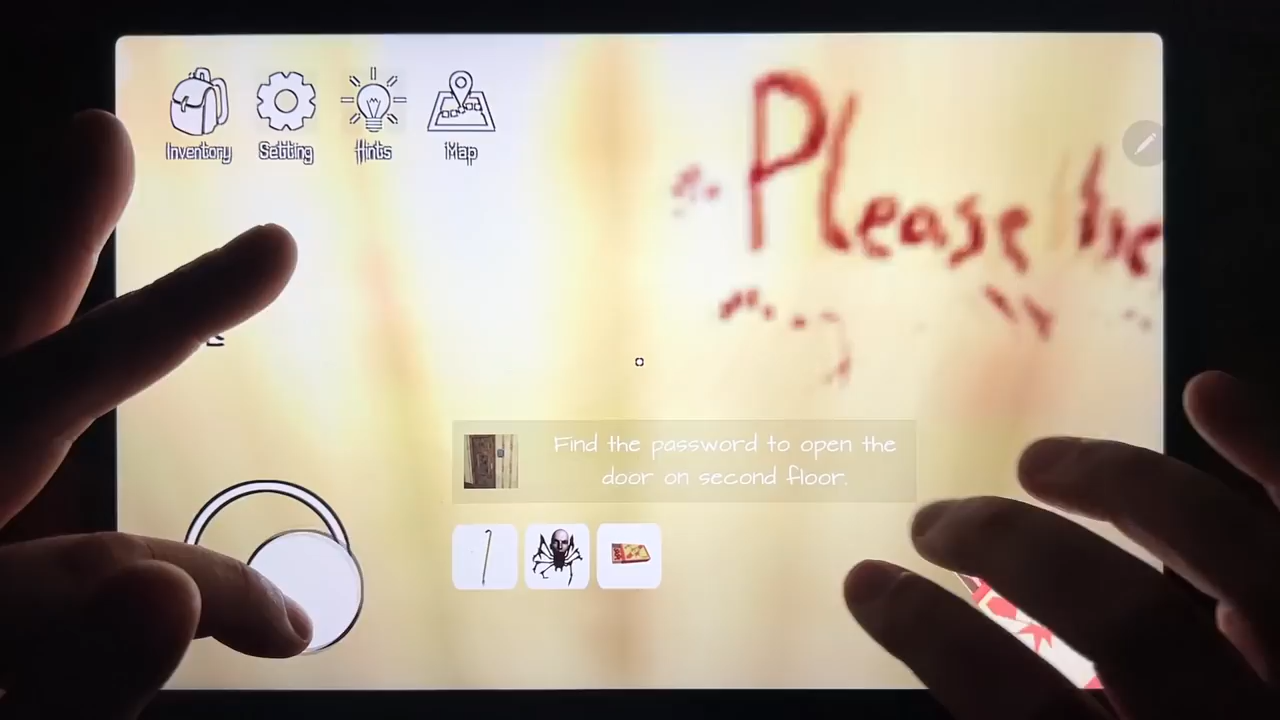 Inventory
Setting
Hints
Map
Please
Find the password to open the
door on second floor.